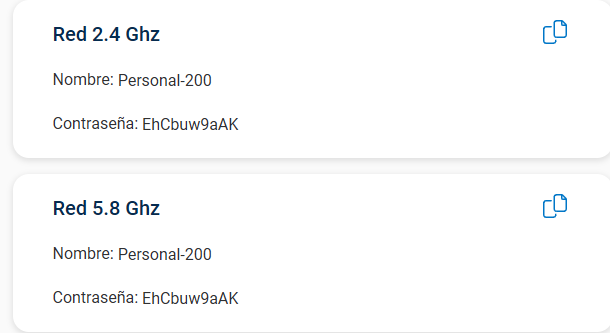 Red 2.4 Ghz
Nombre: Personal-200
Contraseña: EhCbuw9aAK
Red 5.8 Ghz
Nombre: Personal-200
Contraseña: EhCbuw9aAK